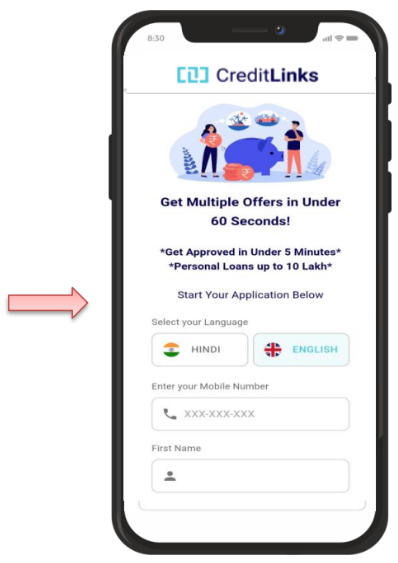 8:30
CreditLinks
Get Multiple Offers in Under
60 Seconds!
*Get Approved in Under 5 Minutes*
*Personal Loans up to 10 Lakh*
Start Your Application Below
Select your Language
HINDI
ENGLISH
Enter your Mobile Number
XXX-XXX-XXX
First Name